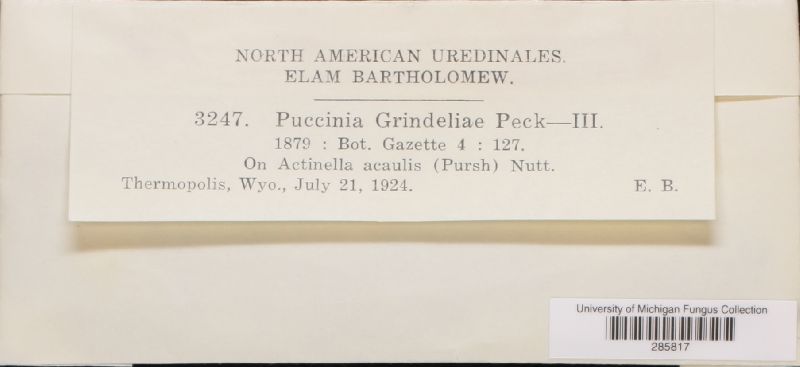 NORTH AMERICAN UREDINALES.
ELAM BARTHOLOMEW.
3247. Puccinia Grindeliae Peck—III.
1879 : Bot. Gazette 4 : 127.
On Actinella acaulis (Pursh) Nutt.
Thermopolis, Wyo., July 21, 1924. E. B.
University of Michigan Fungus Collection
285817